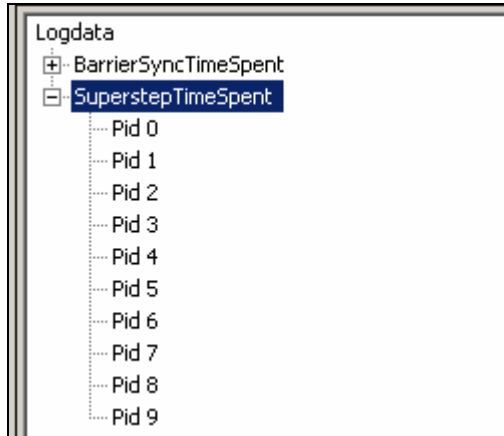 Logdata
BarrierSyncTimeSpent
SuperstepTimeSpent
Pid 0
Pid 1
Pid 2
Pid 3
Pid 4
Pid 5
Pid 6
Pid 7
Pid 8
Pid 9